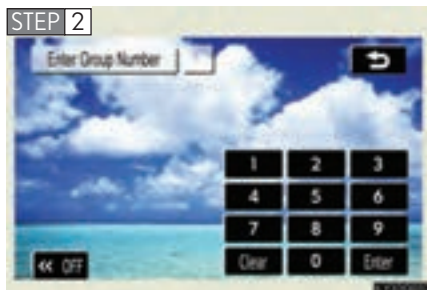 STEP 2
Enter Group Number
1 2 3
4 5 6
7 8 9
Clear 0 Enter
« OFF